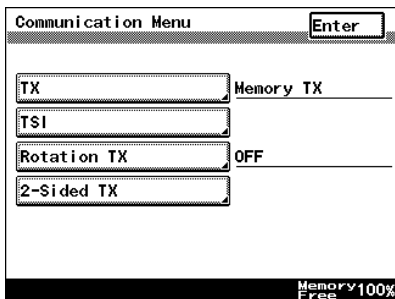 Communication Menu Enter
TX Memory TX
TSI
Rotation TX OFF
2-Sided TX
Memory Free 100%